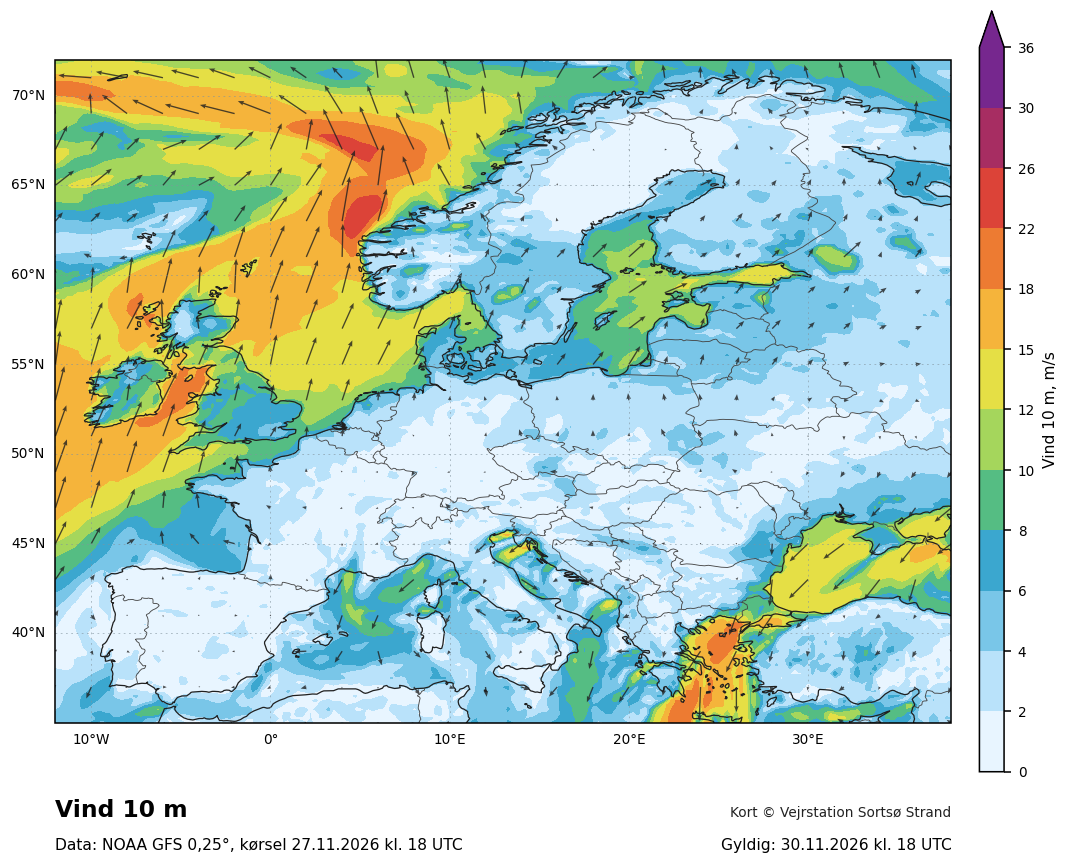 36
30
26
22
18
15
12
10
8
6
4
2
0
Vind 10 m, m/s
70°N
65°N
60°N
55°N
50°N
45°N
40°N
10°W
0°
10°E
20°E
30°E
Vind 10 m
Kort © Vejrstation Sortsø Strand
Data: NOAA GFS 0,25°, kørsel 27.11.2026 kl. 18 UTC
Gyldig: 30.11.2026 kl. 18 UTC